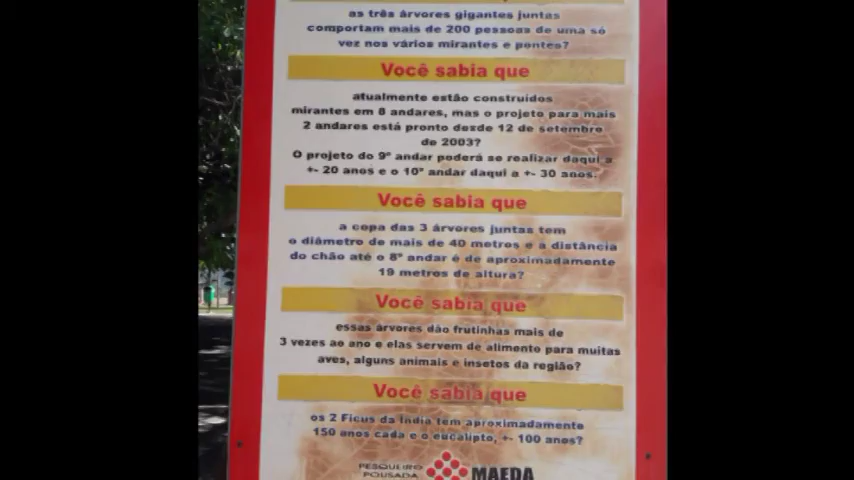 as três árvores gigantes juntas
comportam mais de 200 pessoas de uma só
vez nos vários mirantes e pontes?
Você sabia que
atualmente estão construídos
mirantes em 8 andares, mas o projeto para mais
2 andares está pronto desde 12 de setembro
de 2003?
O projeto do 9º andar poderá se realizar daqui a
+- 20 anos e o 10º andar daqui a +- 30 anos.
Você sabia que
a copa das 3 árvores juntas tem
o diâmetro de mais de 40 metros e a distância
do chão até o 8º andar é de aproximadamente
19 metros de altura?
Você sabia que
essas árvores dão frutinhas mais de
3 vezes ao ano e elas servem de alimento para muitas
aves, alguns animais e insetos da região?
Você sabia que
os 2 Ficus da Índia tem aproximadamente
150 anos cada e o eucalipto, +- 100 anos?
PESQUEIRO
POUSADA
MAEDA